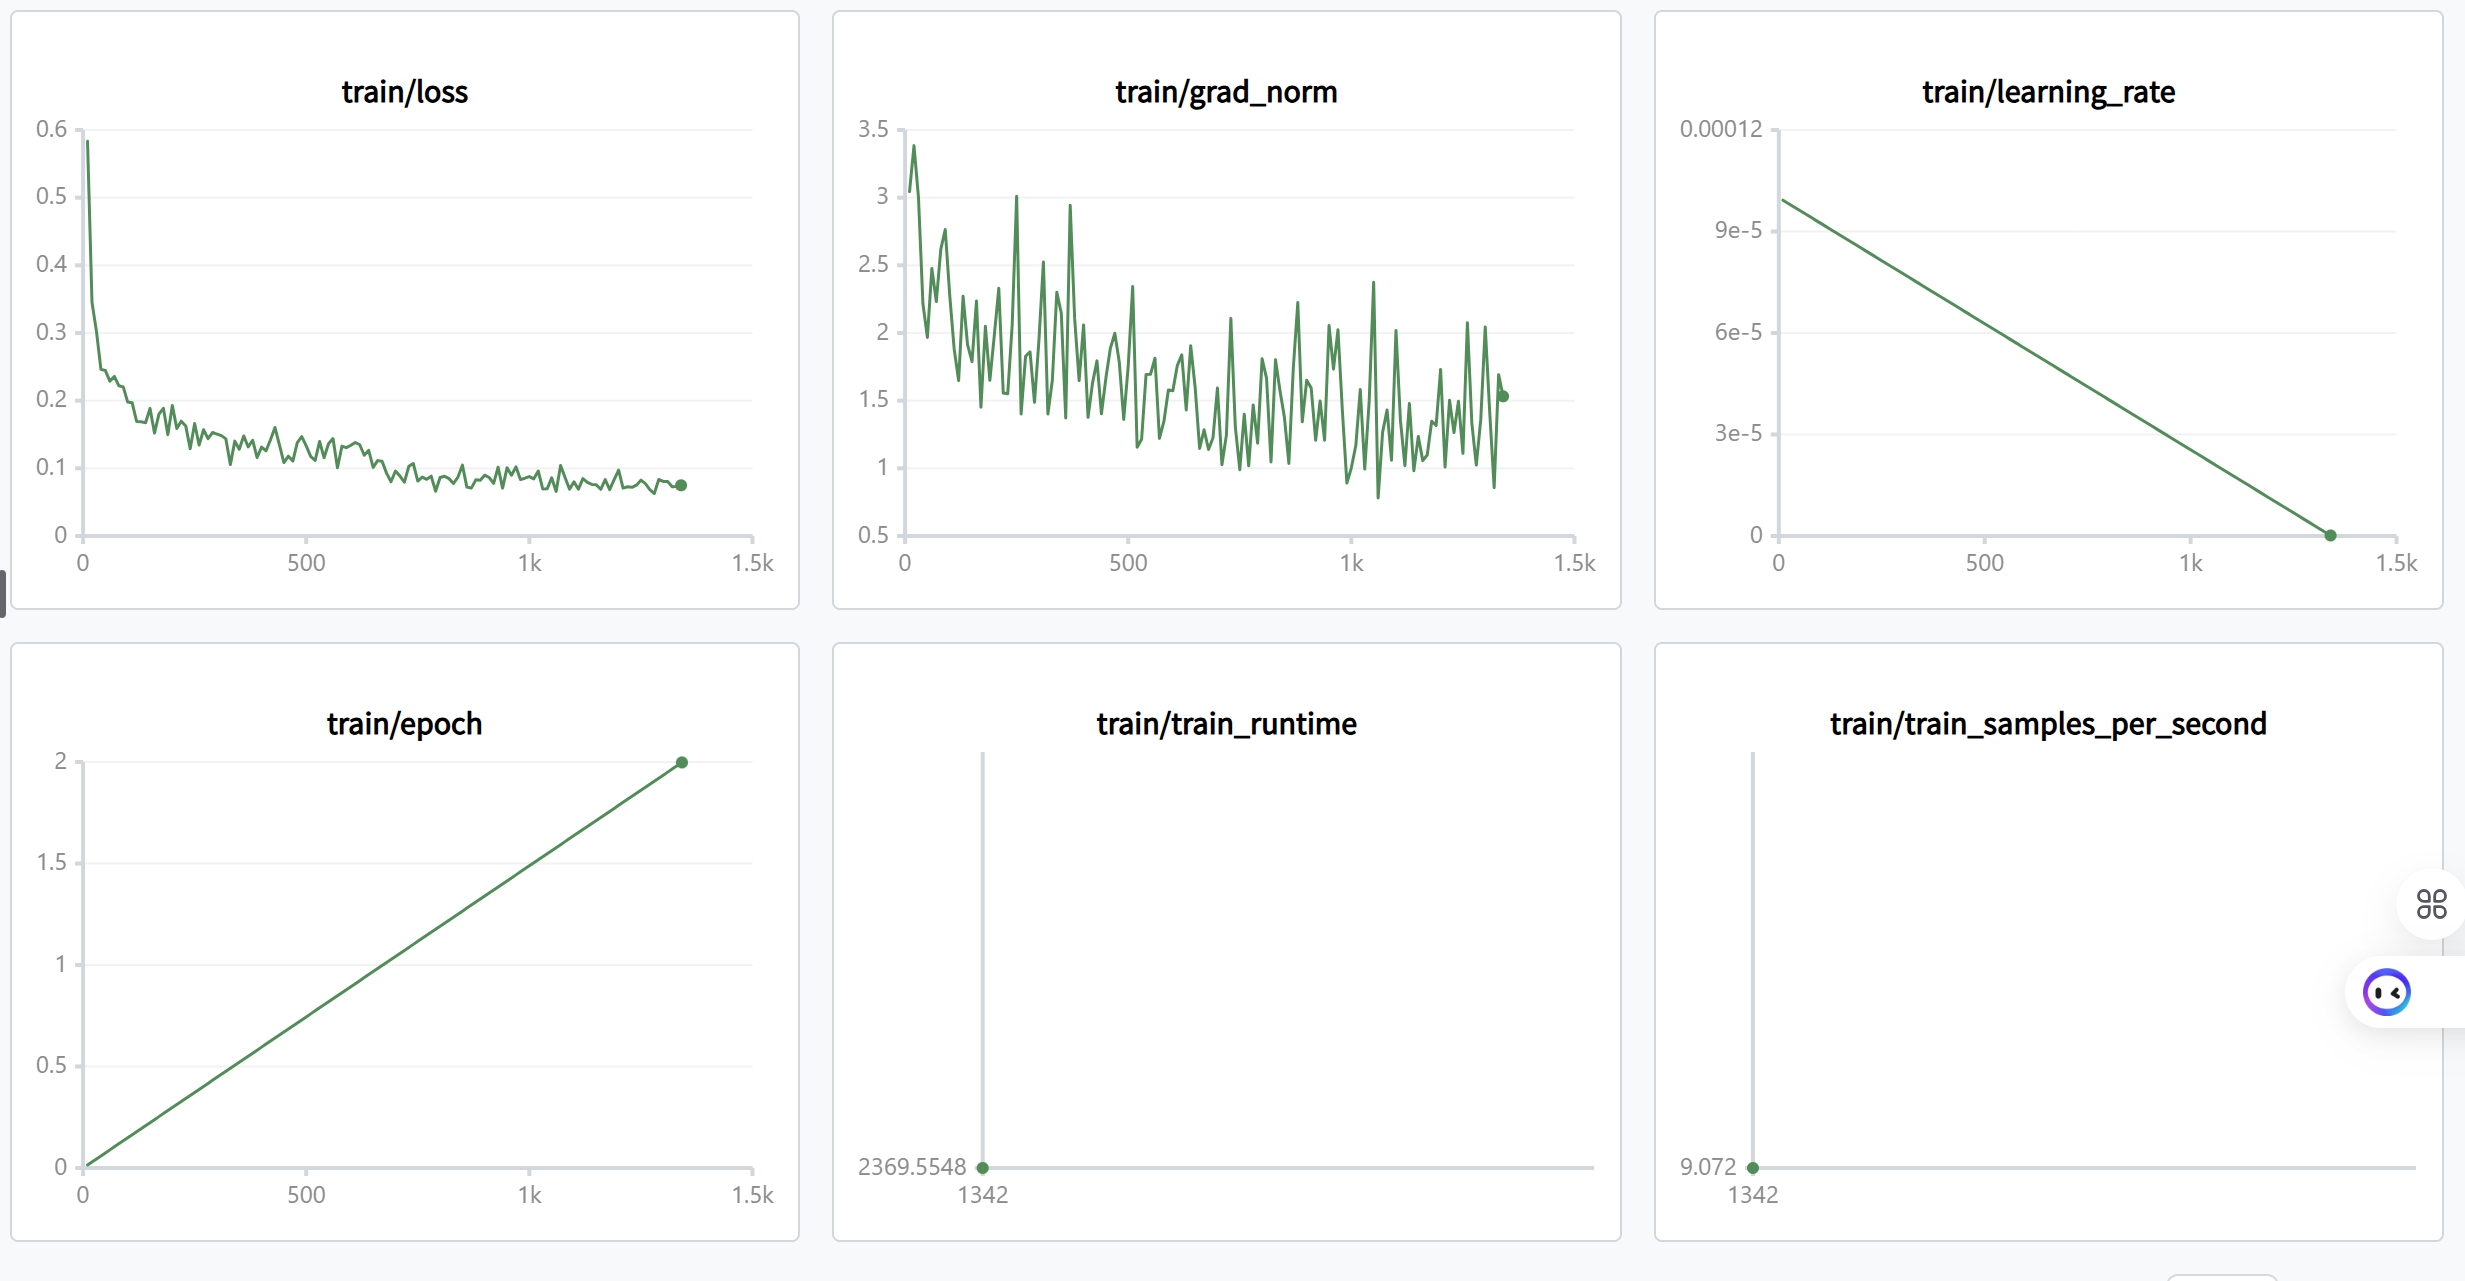 train/loss
0.6
0.5
0.4
0.3
0.2
0.1
0
0 500 1k 1.5k
train/grad_norm
3.5
3
2.5
2
1.5
1
0.5
0 500 1k 1.5k
train/learning_rate
0.00012
9e-5
6e-5
3e-5
0
0 500 1k 1.5k
train/epoch
2
1.5
1
0.5
0
0 500 1k 1.5k
train/train_runtime
2369.5548
1342
train/train_samples_per_second
9.072
1342